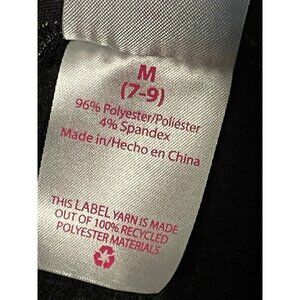 M
(7-9)
96% Polyester/Poliéster
4% Spandex
Made in/Hecho en China
THIS LABEL YARN IS MADE
OUT OF 100% RECYCLED
POLYESTER MATERIALS